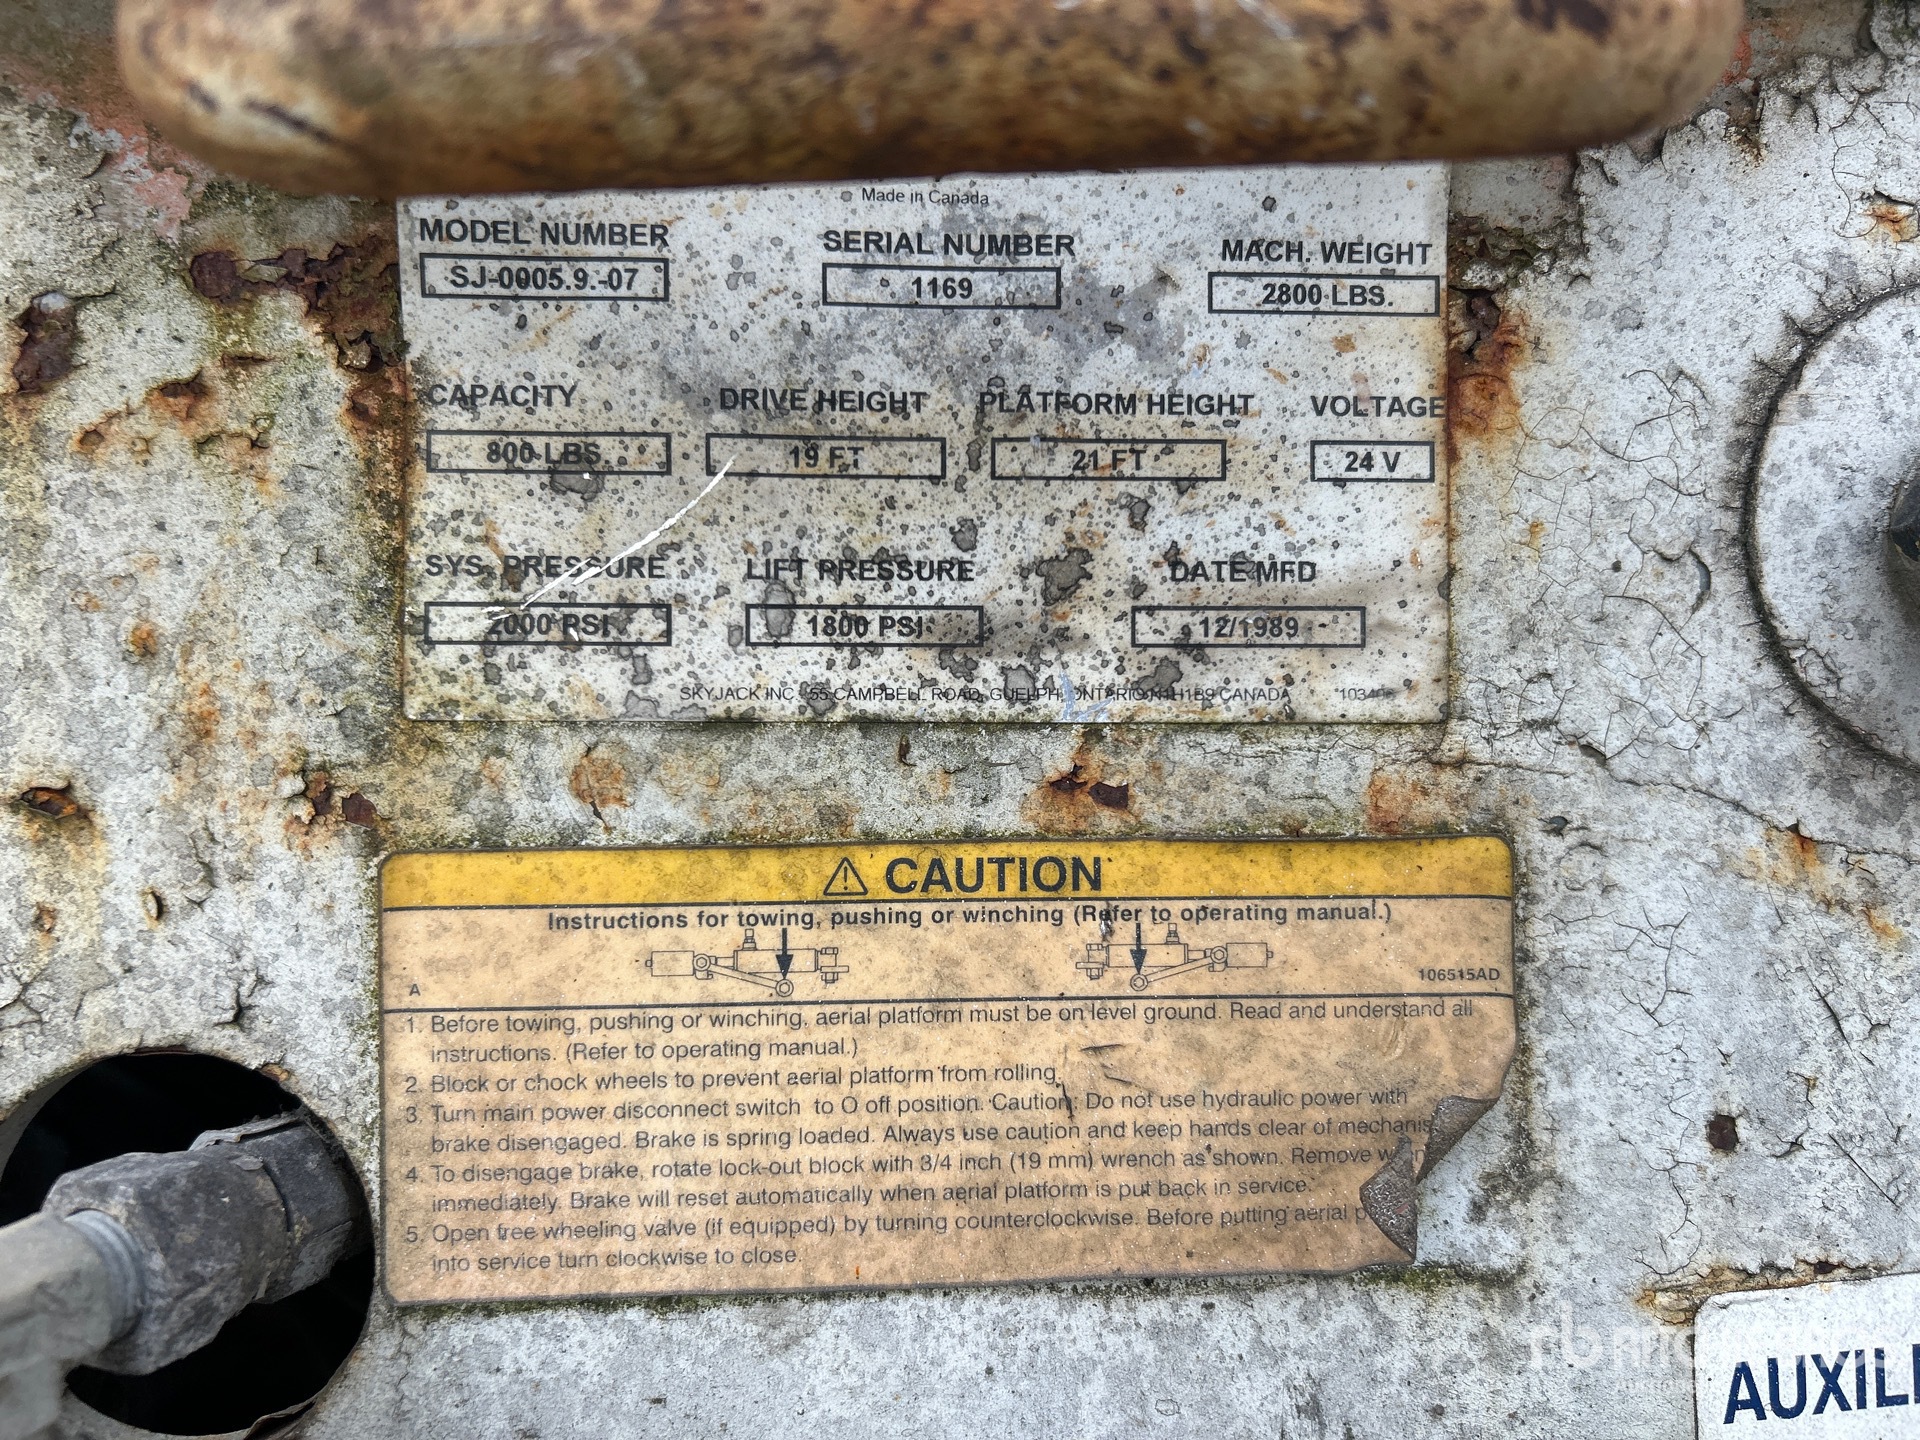 Made in Canada
MODEL NUMBER SERIAL NUMBER MACH. WEIGHT
SJ-0005.9.-07 1169 2800 LBS.
CAPACITY DRIVE HEIGHT PLATFORM HEIGHT VOLTAGE
800 LBS. 19 FT 21 FT 24 V
SYS. PRESSURE LIFT PRESSURE DATE MFD
2000 PSI 1800 PSI 12/1989
SKYJACK INC. 55 CAMPBELL ROAD, GUELPH, ONTARIO N1H1B9 CANADA
CAUTION
Instructions for towing, pushing or winching (Refer to operating manual.)
A 106515AD
1. Before towing, pushing or winching, aerial platform must be on level ground. Read and understand all
instructions. (Refer to operating manual.)
2. Block or chock wheels to prevent aerial platform from rolling.
3. Turn main power disconnect switch to O off position. Caution: Do not use hydraulic power with
brake disengaged. Brake is spring loaded. Always use caution and keep hands clear of mechanis
4. To disengage brake, rotate lock-out block with 3/4 inch (19 mm) wrench as shown. Remove
immediately. Brake will reset automatically when aerial platform is put back in service.
5. Open free wheeling valve (if equipped) by turning counterclockwise. Before putting aerial p
into service turn clockwise to close.
rb
AUXILI